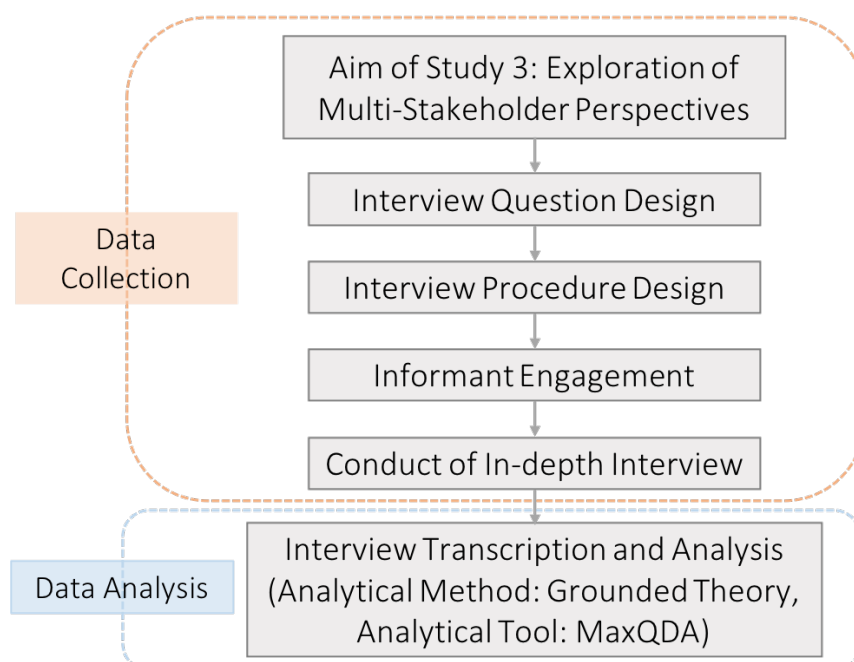 Aim of Study 3: Exploration of
Multi-Stakeholder Perspectives
Interview Question Design
Data
Collection
Interview Procedure Design
Informant Engagement
Conduct of In-depth Interview
Interview Transcription and Analysis
(Analytical Method: Grounded Theory,
Analytical Tool: MaxQDA)
Data Analysis